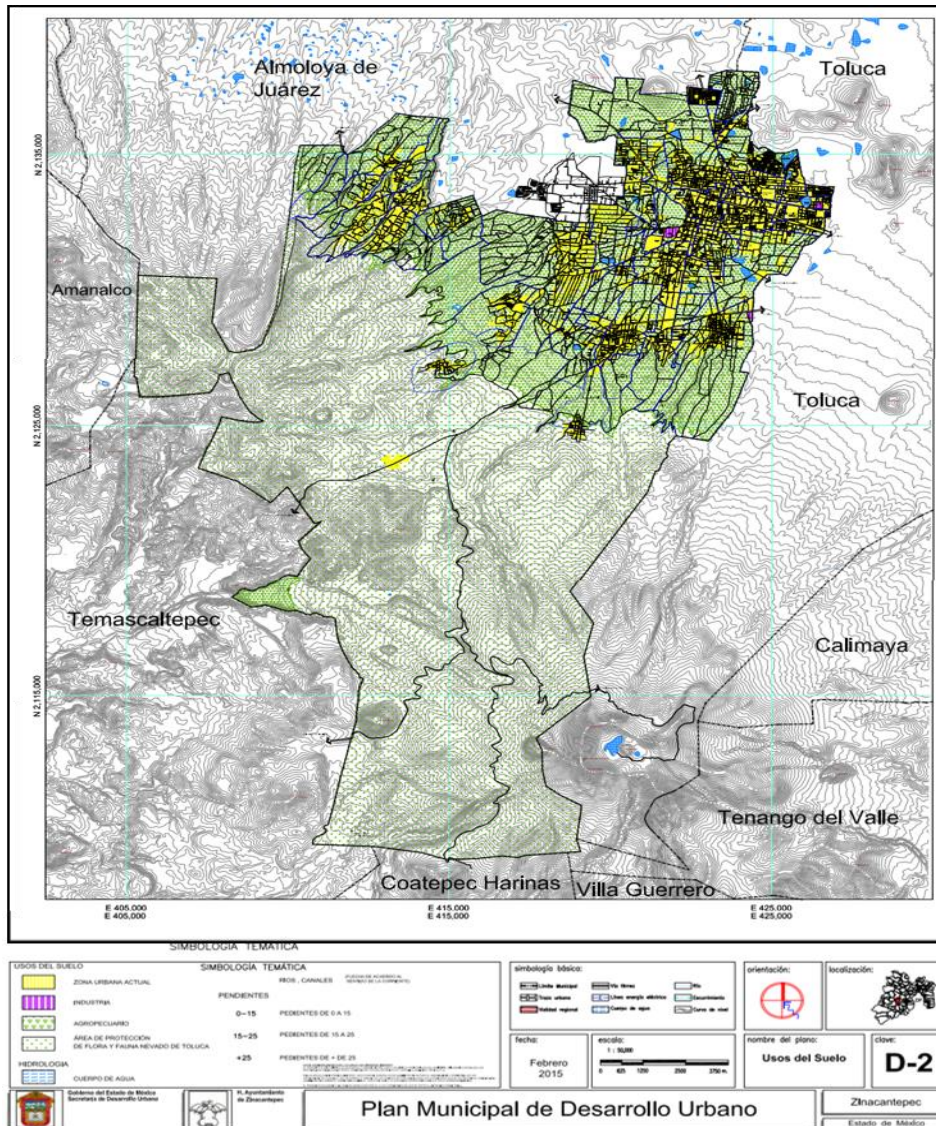 Almoloya de
Juárez
Toluca
N 2,135,000
Amanalco
N 2,125,000
Toluca
Temascaltepec
Calimaya
N 2,115,000
Tenango del Valle
Coatepec Harinas
Villa Guerrero
E 405,000
E 405,000
E 415,000
E 415,000
E 425,000
E 425,000
SIMBOLOGIA TEMATICA
USOS DEL SUELO
ZONA URBANA ACTUAL
INDUSTRIA
AGROPECUARIO
ÁREA DE PROTECCIÓN
DE FLORA Y FAUNA NEVADO DE TOLUCA
HIDROLOGIA
CUERPO DE AGUA
SIMBOLOGÍA TEMÁTICA
RIOS , CANALES
PENDIENTES
0-15 PEDIENTES DE 0 A 15
15-25 PEDIENTES DE 15 A 25
+25 PEDIENTES DE + DE 25
simbología básica:
Límite Municipal
Vía férrea
Río
Traza urbana
Línea energía eléctrica
Escurrimiento
Vialidad regional
Cuerpo de agua
Curva de nivel
orientación:
localización:
fecha:
Febrero
2015
escala:
1 : 50,000
0 625 1250 2500 3750 m.
nombre del plano:
Usos del Suelo
clave:
D-2
Gobierno del Estado de México
Secretaría de Desarrollo Urbano
H. Ayuntamiento
de Zinacantepec
Plan Municipal de Desarrollo Urbano
Zinacantepec
Estado de México